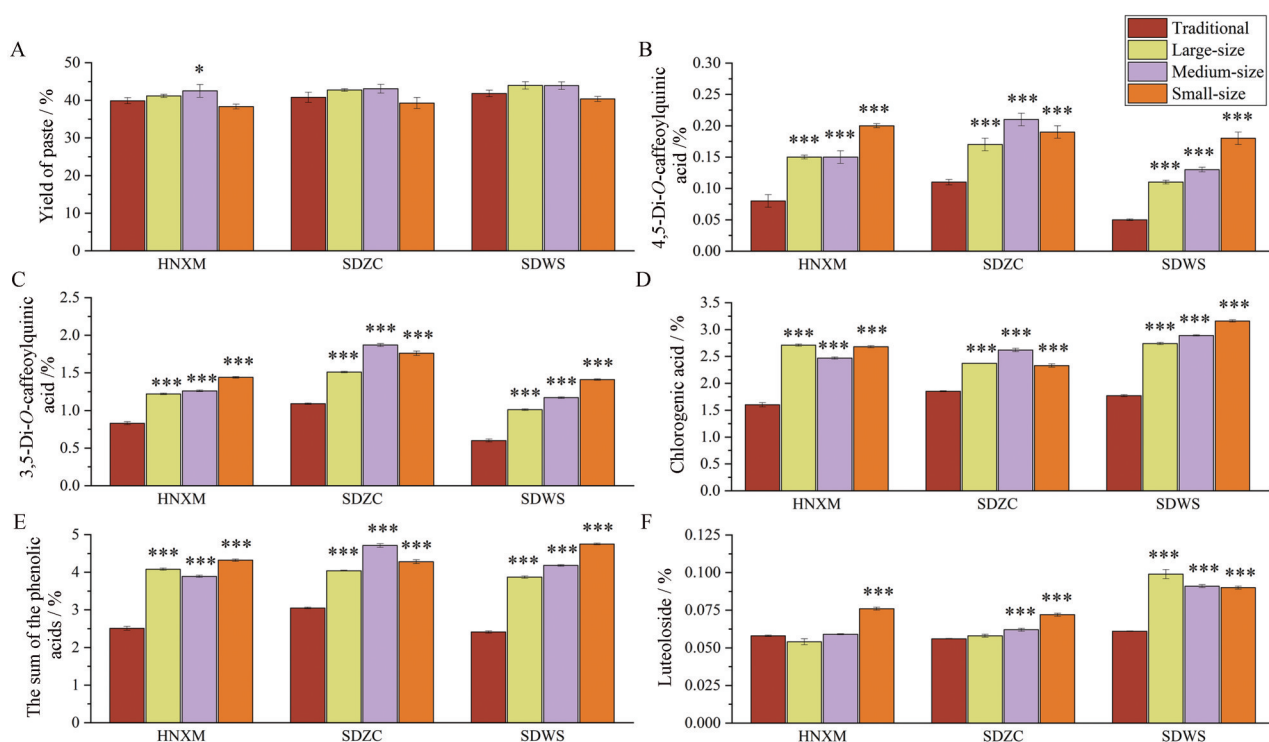 Traditional
Large-size
Medium-size
Small-size
A
Yield of paste / %
50
40
30
20
10
0
*
HNXM
SDZC
SDWS
B
4,5-Di-O-caffeoylquinic
acid /%
0.30
0.25
0.20
0.15
0.10
0.05
0.00
*** *** ***
*** *** ***
*** *** ***
HNXM
SDZC
SDWS
C
3,5-Di-O-caffeoylquinic
acid /%
2.5
2.0
1.5
1.0
0.5
0.0
*** *** ***
*** *** ***
*** *** ***
HNXM
SDZC
SDWS
D
Chlorogenic acid / %
3.5
3.0
2.5
2.0
1.5
1.0
0.5
0.0
*** *** ***
*** *** ***
*** *** ***
HNXM
SDZC
SDWS
E
The sum of the phenolic
acids / %
5
4
3
2
1
0
*** *** ***
*** *** ***
*** *** ***
HNXM
SDZC
SDWS
F
Luteoloside / %
0.125
0.100
0.075
0.050
0.025
0.000
***
*** ***
*** *** ***
HNXM
SDZC
SDWS